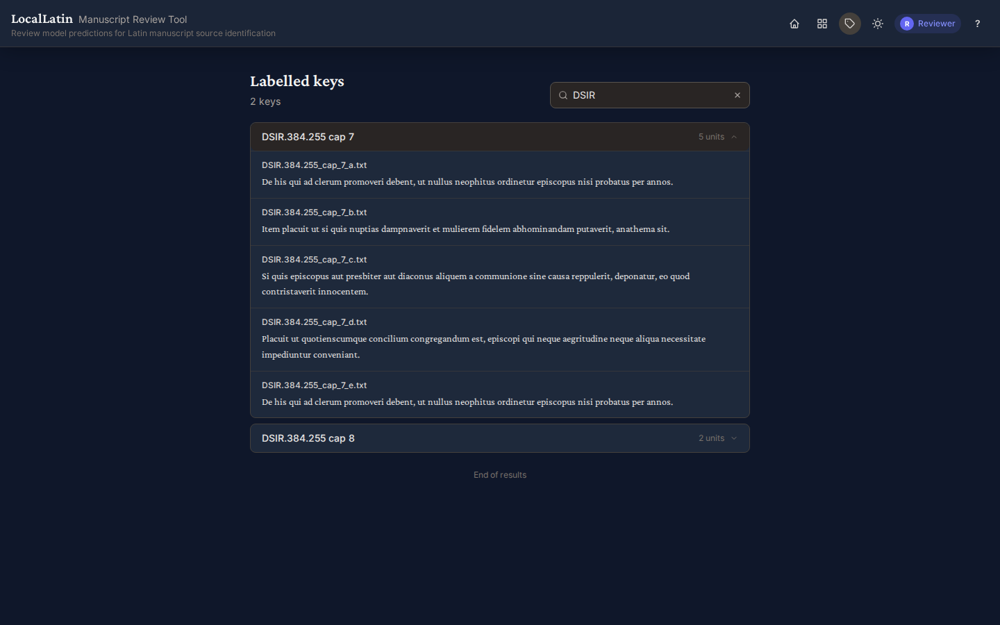 LocalLatin Manuscript Review Tool
Review model predictions for Latin manuscript source identification
R Reviewer ?
Labelled keys
2 keys
DSIR
DSIR.384.255 cap 7 5 units
DSIR.384.255_cap_7_a.txt
De his qui ad clerum promoveri debent, ut nullus neophitus ordinetur episcopus nisi probatus per annos.
DSIR.384.255_cap_7_b.txt
Item placuit ut si quis nuptias dampnaverit et mulierem fidelem abhominandam putaverit, anathema sit.
DSIR.384.255_cap_7_c.txt
Si quis episcopus aut presbiter aut diaconus aliquem a communione sine causa reppulerit, deponatur, eo quod
contristaverit innocentem.
DSIR.384.255_cap_7_d.txt
Placuit ut quotienscumque concilium congregandum est, episcopi qui neque aegritudine neque aliqua necessitate
impediuntur conveniant.
DSIR.384.255_cap_7_e.txt
De his qui ad clerum promoveri debent, ut nullus neophitus ordinetur episcopus nisi probatus per annos.
DSIR.384.255 cap 8 2 units
End of results